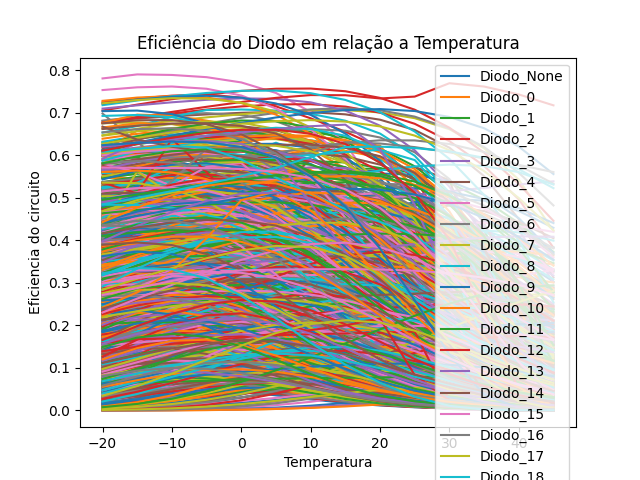 Eficiência do Diodo em relação a Temperatura
Eficiencia do circuito
0.8
0.7
0.6
0.5
0.4
0.3
0.2
0.1
0.0
−20
−10
0
10
20
30
40
Temperatura
Diodo_None
Diodo_0
Diodo_1
Diodo_2
Diodo_3
Diodo_4
Diodo_5
Diodo_6
Diodo_7
Diodo_8
Diodo_9
Diodo_10
Diodo_11
Diodo_12
Diodo_13
Diodo_14
Diodo_15
Diodo_16
Diodo_17
Diodo_18